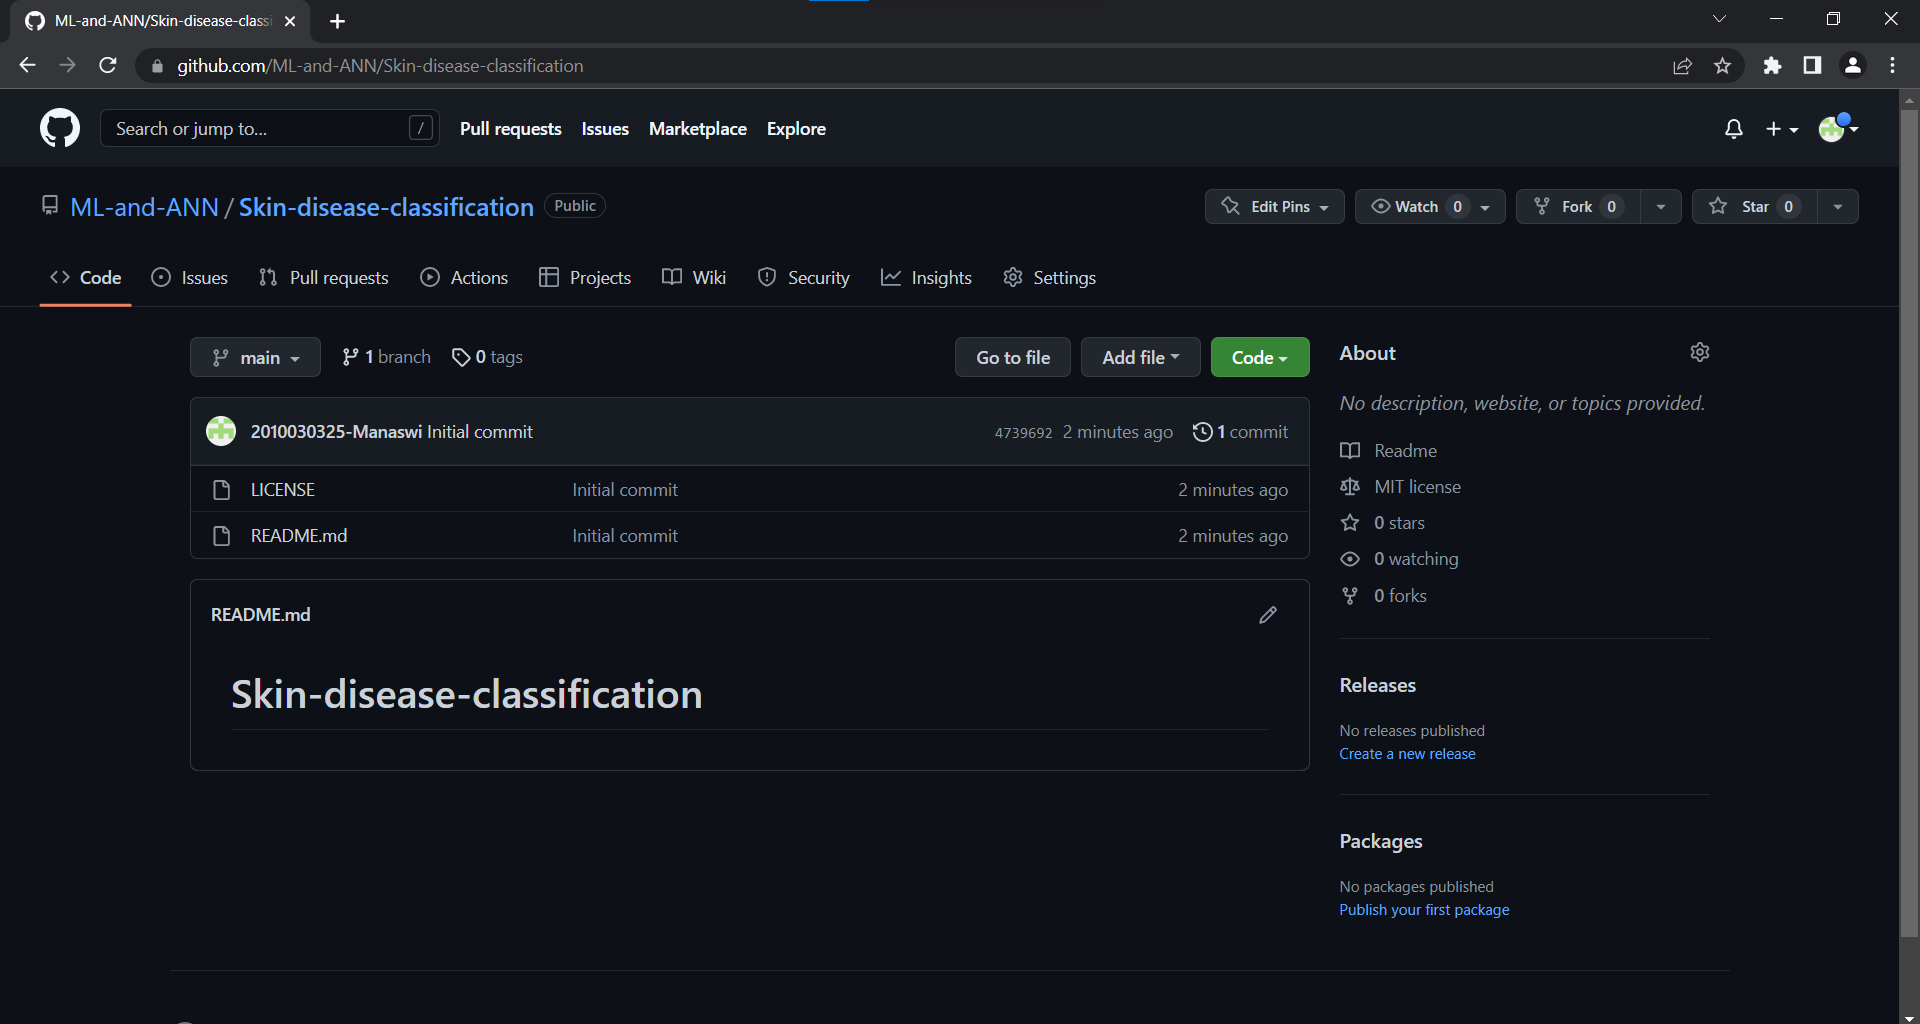 ML-and-ANN/Skin-disease-classi
github.com/ML-and-ANN/Skin-disease-classification
Search or jump to... /
Pull requests Issues Marketplace Explore
ML-and-ANN / Skin-disease-classification Public
Edit Pins Watch 0 Fork 0 Star 0
Code Issues Pull requests Actions Projects Wiki Security Insights Settings
main 1 branch 0 tags Go to file Add file Code
2010030325-Manaswi Initial commit 4739692 2 minutes ago 1 commit
LICENSE Initial commit 2 minutes ago
README.md Initial commit 2 minutes ago
README.md
Skin-disease-classification
About
No description, website, or topics provided.
Readme
MIT license
0 stars
0 watching
0 forks
Releases
No releases published
Create a new release
Packages
No packages published
Publish your first package